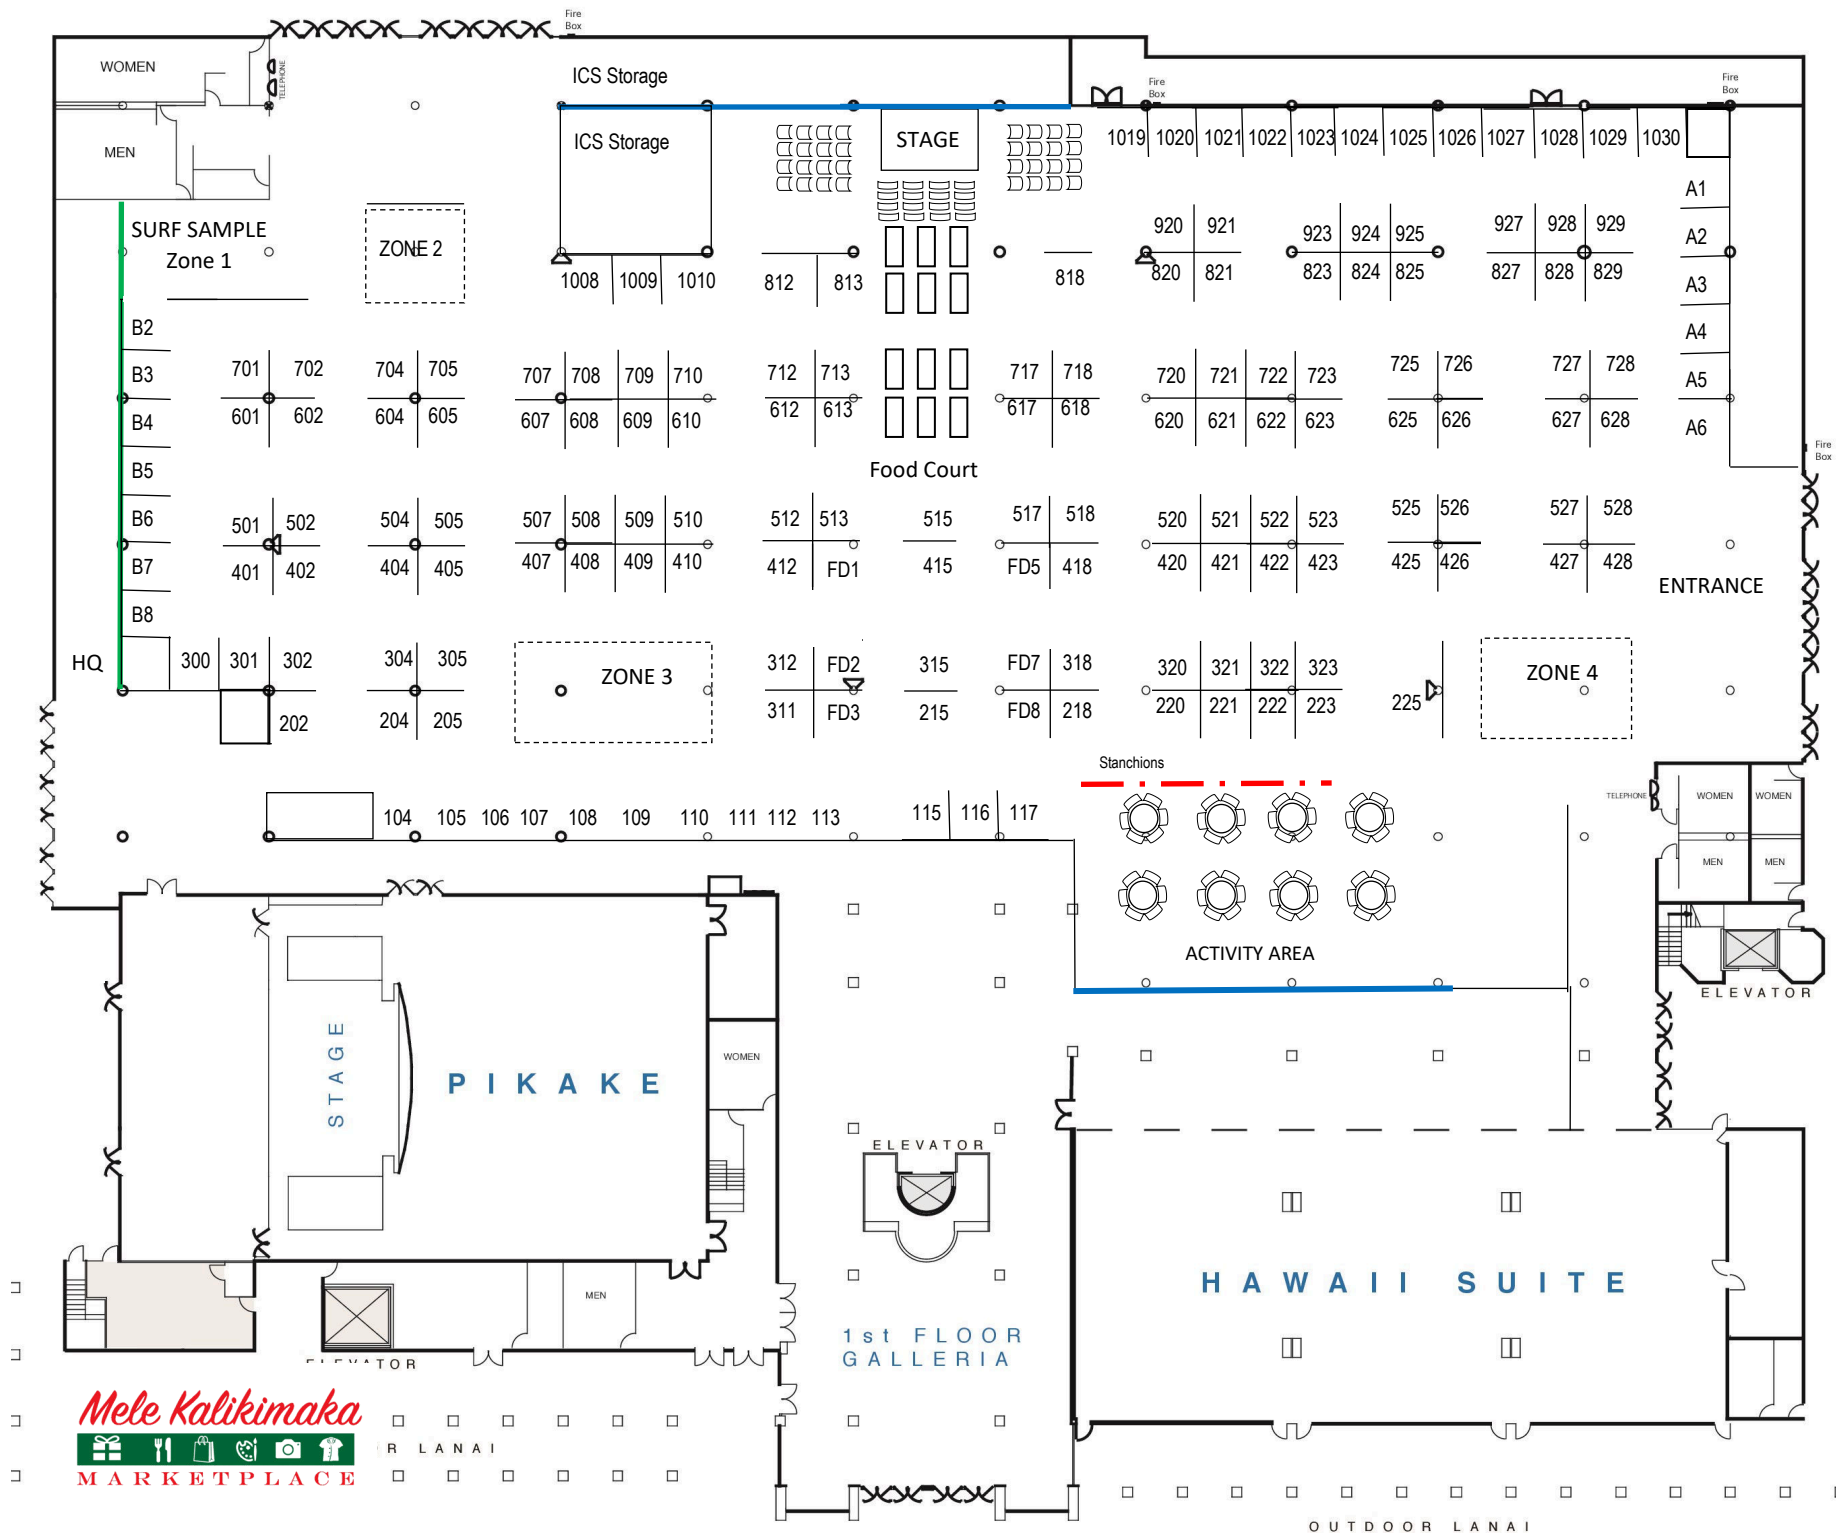 Fire
Box
WOMEN
TELEPHONE
ICS Storage
Fire
Box
Fire
Box
MEN
ICS Storage
STAGE
1019 1020 1021 1022 1023 1024 1025 1026 1027 1028 1029 1030
A1
SURF SAMPLE
Zone 1
ZONE 2
920 921
923 924 925
927 928 929
A2
1008 1009 1010
812 813
818
820 821
823 824 825
827 828 829
A3
B2
A4
B3
701 702
704 705
707 708 709 710
712 713
717 718
720 721 722 723
725 726
727 728
A5
B4
601 602
604 605
607 608 609 610
612 613
617 618
620 621 622 623
625 626
627 628
A6
Fire
Box
B5
Food Court
B6
501 502
504 505
507 508 509 510
512 513
515
517 518
520 521 522 523
525 526
527 528
B7
401 402
404 405
407 408 409 410
412 FD1
415
FD5 418
420 421 422 423
425 426
427 428
ENTRANCE
B8
HQ
300 301 302
304 305
ZONE 3
312 FD2
315
FD7 318
320 321 322 323
ZONE 4
202
204 205
311 FD3
215
FD8 218
220 221 222 223
225
Stanchions
TELEPHONE
WOMEN
WOMEN
104 105 106 107 108 109 110 111 112 113
115 116 117
MEN
MEN
ACTIVITY AREA
ELEVATOR
STAGE
PIKAKE
WOMEN
ELEVATOR
HAWAII SUITE
MEN
1st FLOOR
GALLERIA
ELEVATOR
Mele Kalikimaka
MARKETPLACE
R LANAI
OUTDOOR LANAI